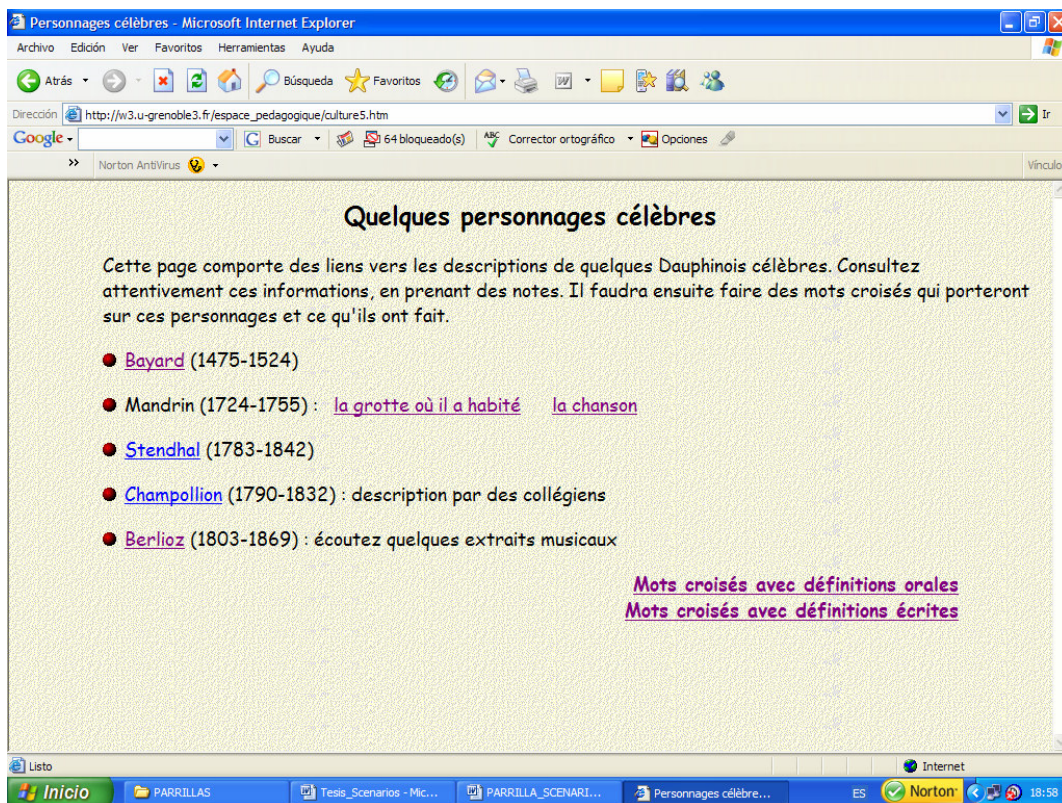 Personnages célèbres - Microsoft Internet Explorer
Archivo Edición Ver Favoritos Herramientas Ayuda
Atrás Búsqueda Favoritos
Dirección http://w3.u-grenoble3.fr/espace_pedagogique/culture5.htm Ir
Google Buscar 64 bloqueado(s) ABC Corrector ortográfico Opciones
» Norton AntiVirus Vínculo
Quelques personnages célèbres
Cette page comporte des liens vers les descriptions de quelques Dauphinois célèbres. Consultez
attentivement ces informations, en prenant des notes. Il faudra ensuite faire des mots croisés qui porteront
sur ces personnages et ce qu'ils ont fait.
Bayard (1475-1524)
Mandrin (1724-1755) : la grotte où il a habité la chanson
Stendhal (1783-1842)
Champollion (1790-1832) : description par des collégiens
Berlioz (1803-1869) : écoutez quelques extraits musicaux
Mots croisés avec définitions orales
Mots croisés avec définitions écrites
Listo Internet
Inicio PARRILLAS Tesis_Scenarios - Mic... PARRILLA_SCENARI... Personnages célèbre... ES Norton 18:58